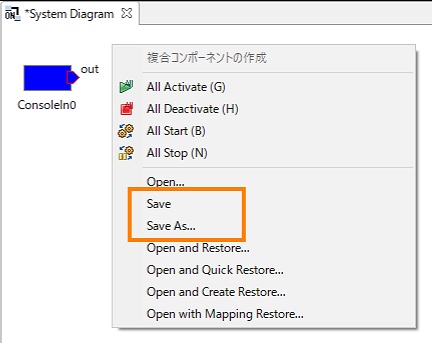 ON
*System Diagram
out
ConsoleIn0
複合コンポーネントの作成
All Activate (G)
All Deactivate (H)
All Start (B)
All Stop (N)
Open...
Save
Save As...
Open and Restore...
Open and Quick Restore...
Open and Create Restore...
Open with Mapping Restore...